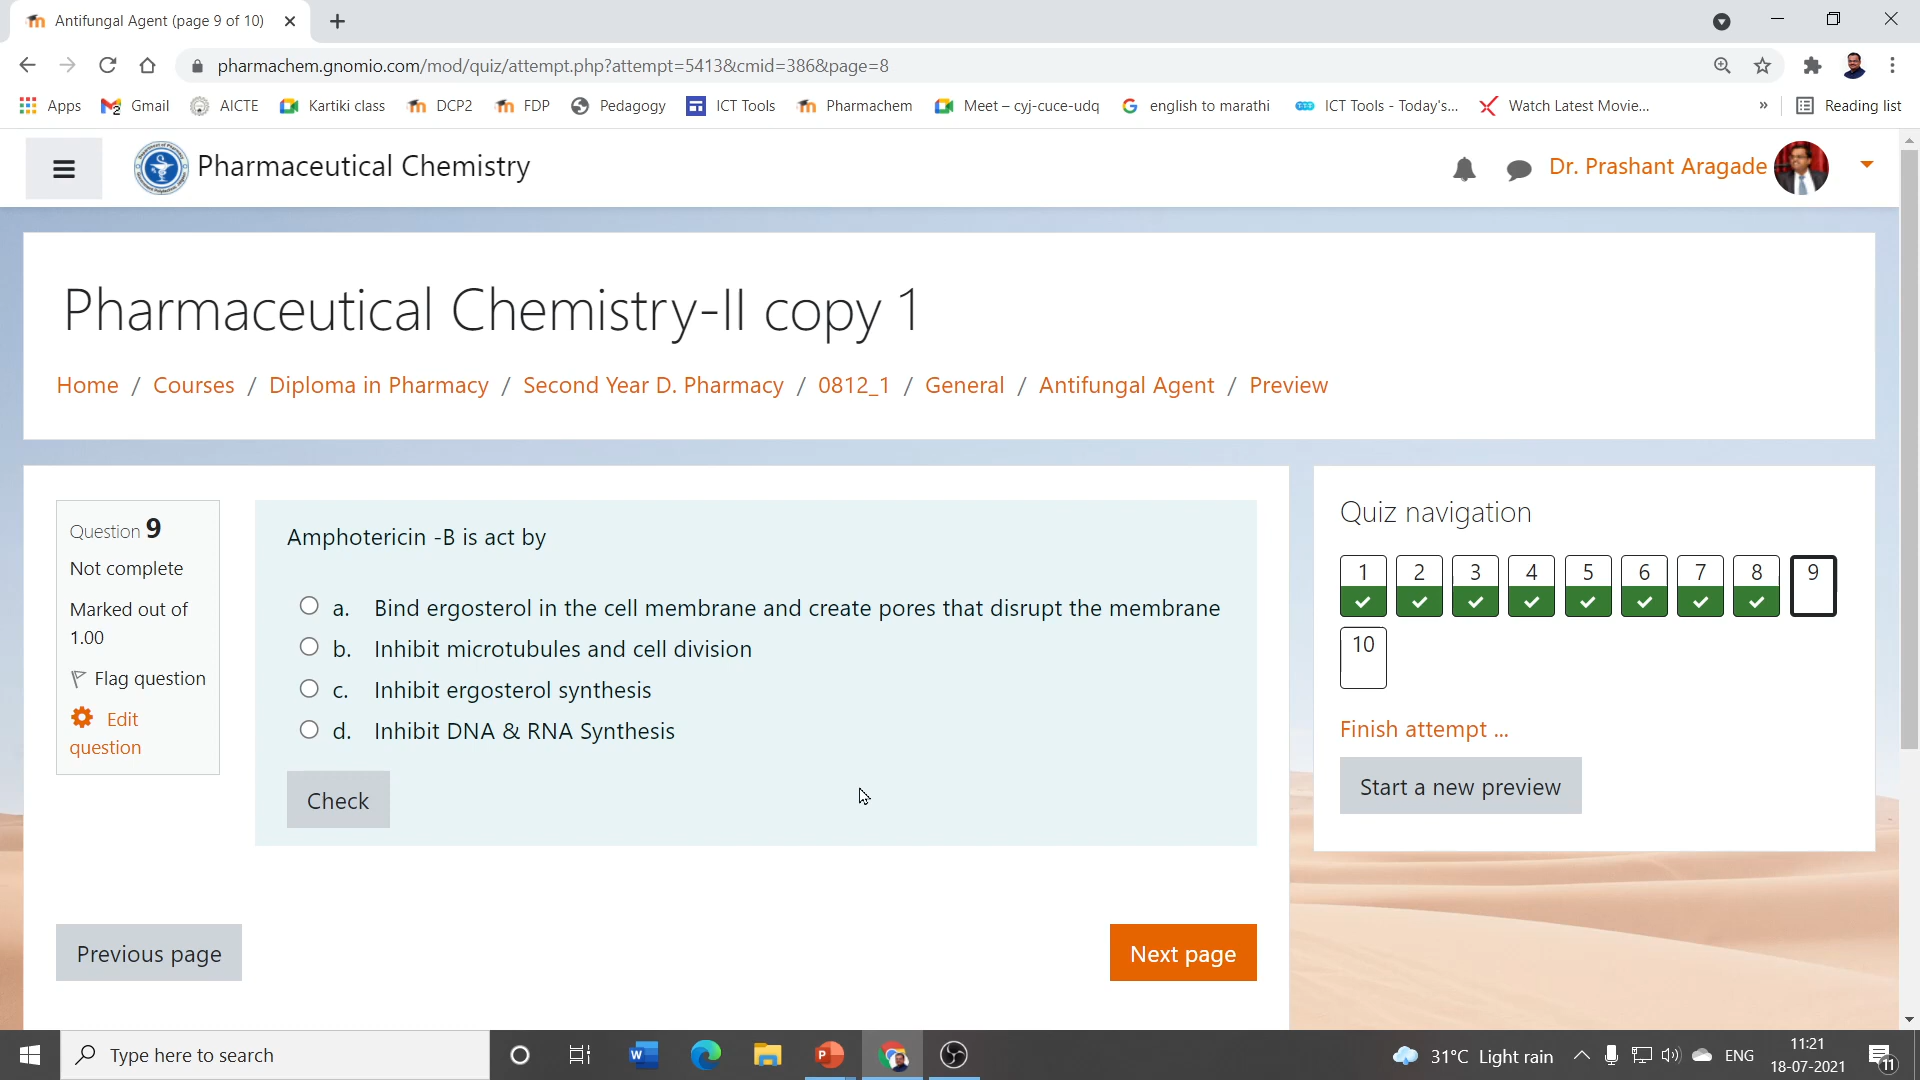 Antifungal Agent (page 9 of 10)
pharmachem.gnomio.com/mod/quiz/attempt.php?attempt=5413&cmid=386&page=8
Apps Gmail AICTE Kartiki class DCP2 FDP Pedagogy ICT Tools Pharmachem Meet – cyj-cuce-udq english to marathi ICT Tools - Today's... Watch Latest Movie... » Reading list
Pharmaceutical Chemistry
Dr. Prashant Aragade
Pharmaceutical Chemistry-II copy 1
Home / Courses / Diploma in Pharmacy / Second Year D. Pharmacy / 0812_1 / General / Antifungal Agent / Preview
Question 9
Not complete
Marked out of
1.00
Flag question
Edit
question
Amphotericin -B is act by
a. Bind ergosterol in the cell membrane and create pores that disrupt the membrane
b. Inhibit microtubules and cell division
c. Inhibit ergosterol synthesis
d. Inhibit DNA & RNA Synthesis
Check
Previous page
Next page
Quiz navigation
1 2 3 4 5 6 7 8 9
10
Finish attempt ...
Start a new preview
Type here to search
31°C Light rain
ENG
11:21
18-07-2021
11